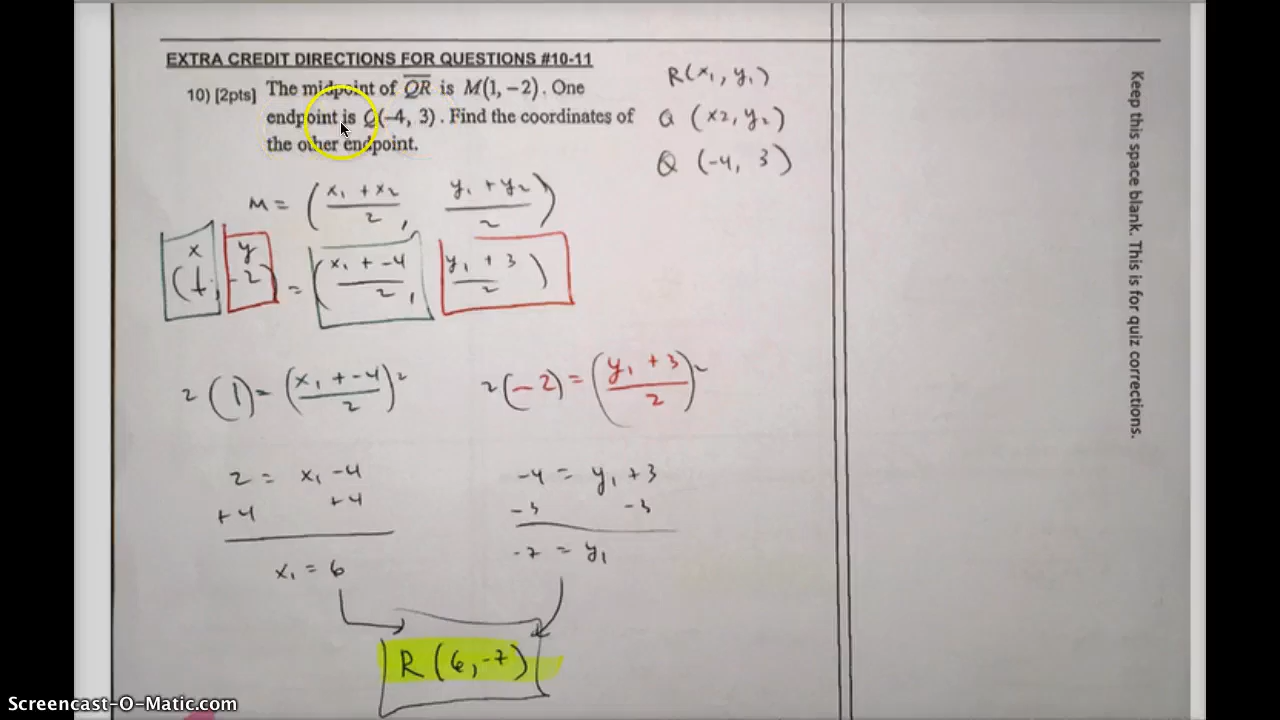 EXTRA CREDIT DIRECTIONS FOR QUESTIONS #10-11
10) [2pts] The midpoint of QR is M(1, −2). One
endpoint is Q(−4, 3). Find the coordinates of
the other endpoint.
R(x₁, y₁)
Q (x2, y₂)
Q (-4, 3)
M = (x₁ + x₂ / 2, y₁ + y₂ / 2)
x y
(1, -2) = (x₁ + -4 / 2, y₁ + 3 / 2)
2 (1) = (x₁ + -4 / 2) 2
2 = x₁ -4
+4 +4
x₁ = 6
2 (-2) = (y₁ + 3 / 2) 2
-4 = y₁ +3
-3 -3
-7 = y₁
R (6, -7)
Keep this space blank. This is for quiz corrections.
Screencast-O-Matic.com